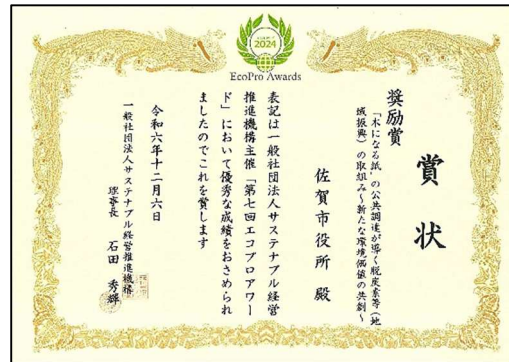 2024
EcoPro Awards
賞状
奨励賞
「木になる紙」の公共調達が導く脱炭素等(地
域振興)の取組み～新たな環境価値の共創～
佐賀市役所 殿
表記は一般社団法人サステナブル経営
推進機構主催「第七回エコプロアワー
ド」において優秀な成績をおさめられ
ましたのでこれを賞します
令和六年十二月六日
一般社団法人サステナブル経営推進機構
理事長 石田 秀輝